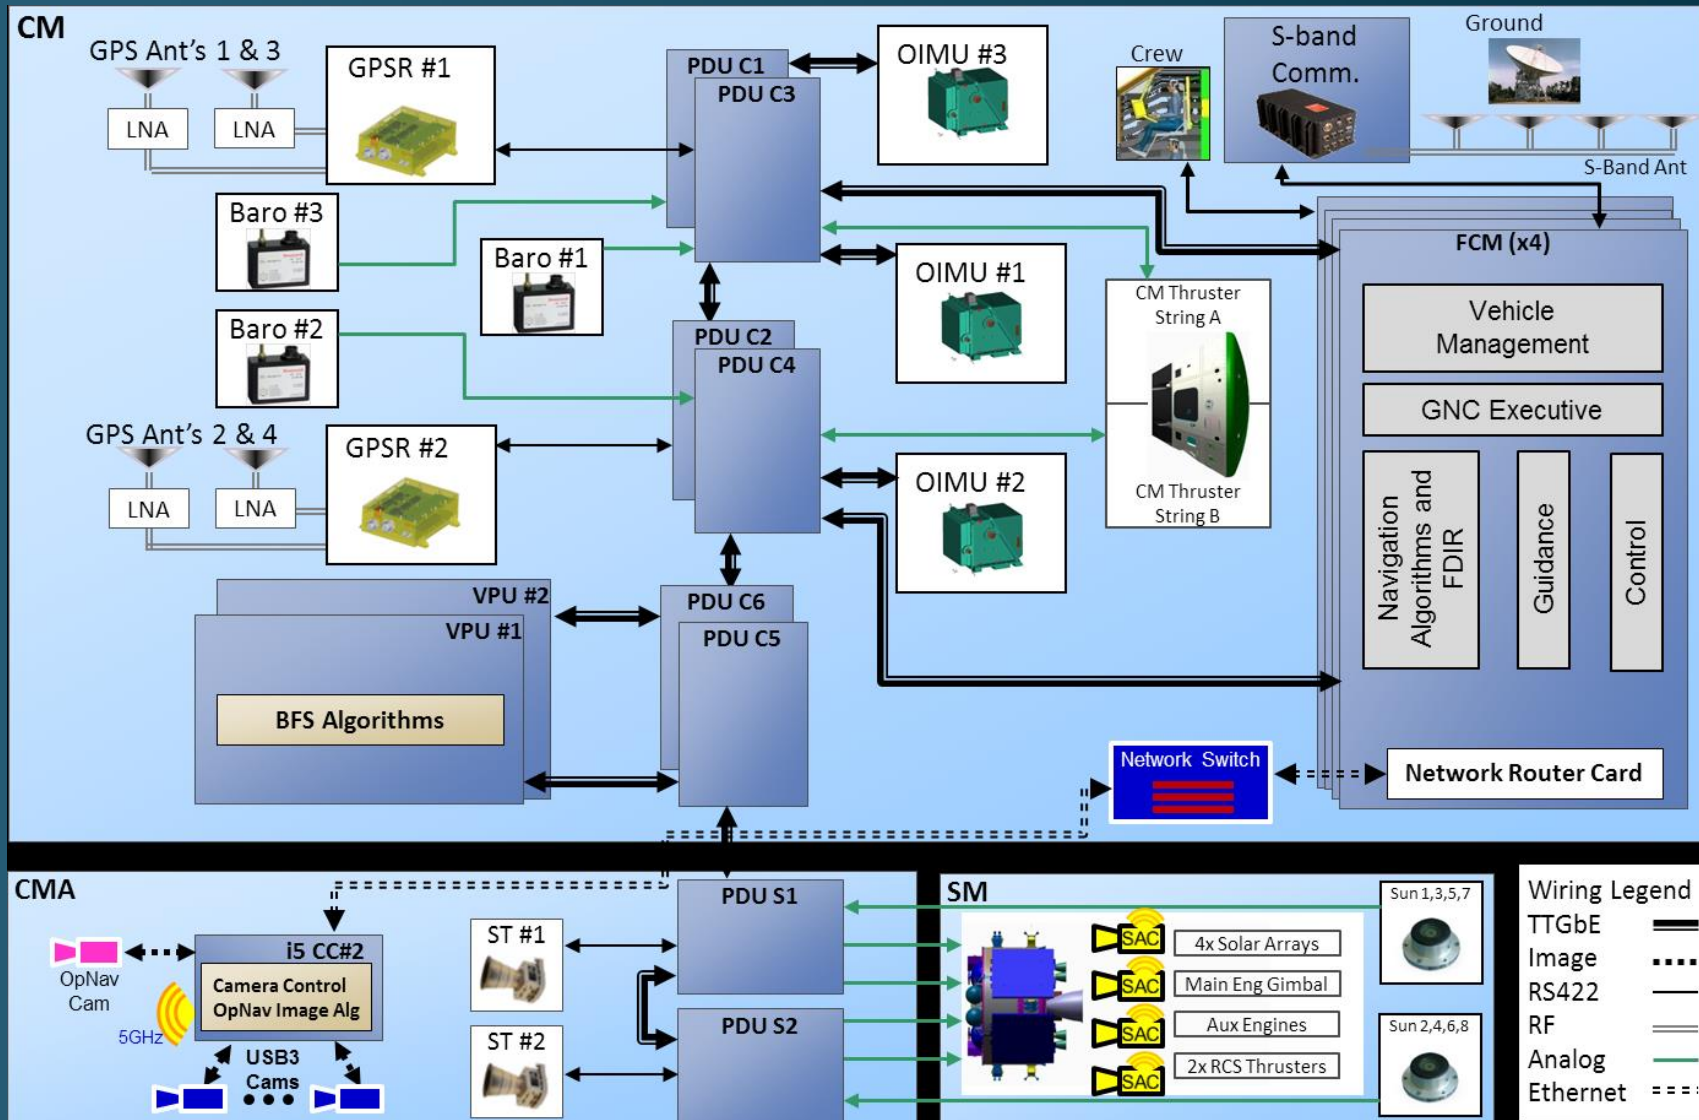 CM
GPS Ant's 1 & 3
LNA
LNA
GPSR #1
PDU C1
PDU C3
OIMU #3
Crew
S-band
Comm.
Ground
S-Band Ant
Baro #3
Baro #1
Baro #2
OIMU #1
CM Thruster
String A
CM Thruster
String B
PDU C2
PDU C4
GPS Ant's 2 & 4
LNA
LNA
GPSR #2
OIMU #2
FCM (x4)
Vehicle
Management
GNC Executive
Navigation
Algorithms and
FDIR
Guidance
Control
Network Router Card
Network Switch
VPU #2
VPU #1
BFS Algorithms
PDU C6
PDU C5
CMA
OpNav
Cam
5GHz
i5 CC#2
Camera Control
OpNav Image Alg
USB3
Cams
ST #1
ST #2
PDU S1
PDU S2
SM
SAC
4x Solar Arrays
SAC
Main Eng Gimbal
SAC
Aux Engines
SAC
2x RCS Thrusters
Sun 1,3,5,7
Sun 2,4,6,8
Wiring Legend
TTGbE
Image
RS422
RF
Analog
Ethernet